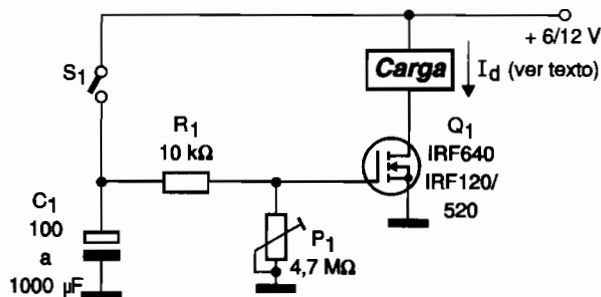 + 6/12 V
S1
Carga
Id (ver texto)
R1
10 kΩ
Q1
IRF640
IRF120/
520
C1
100
a
1000 µF
P1
4,7 MΩ